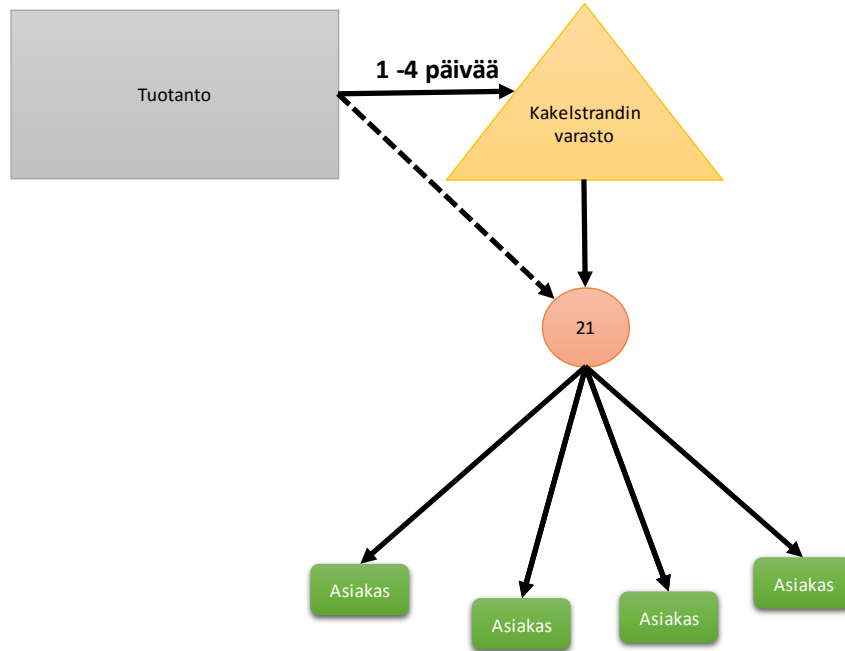 1 -4 päivää
Tuotanto
Kakelstrandin
varasto
21
Asiakas
Asiakas
Asiakas
Asiakas